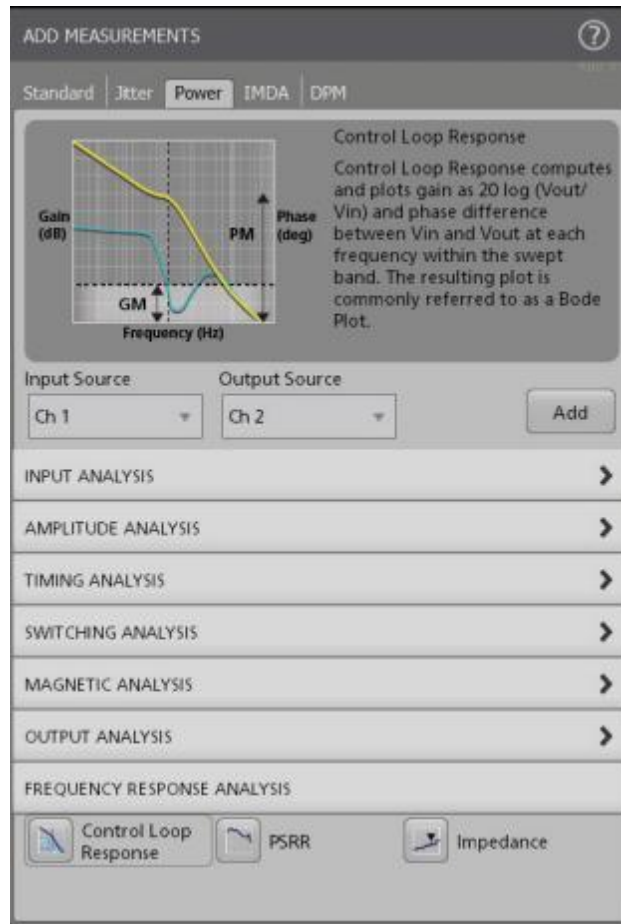 ADD MEASUREMENTS
?
Standard
Jitter
Power
IMDA
DPM
Gain
(dB)
PM
Phase
(deg)
GM
Frequency (Hz)
Control Loop Response
Control Loop Response computes
and plots gain as 20 log (Vout/
Vin) and phase difference
between Vin and Vout at each
frequency within the swept
band. The resulting plot is
commonly referred to as a Bode
Plot.
Input Source
Output Source
Ch 1
Ch 2
Add
INPUT ANALYSIS
AMPLITUDE ANALYSIS
TIMING ANALYSIS
SWITCHING ANALYSIS
MAGNETIC ANALYSIS
OUTPUT ANALYSIS
FREQUENCY RESPONSE ANALYSIS
Control Loop
Response
PSRR
Impedance